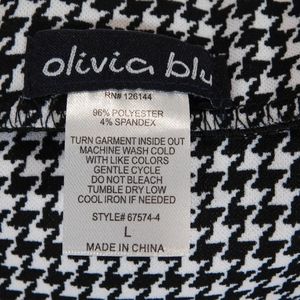 olivia blu
RN# 126144
96% POLYESTER
4% SPANDEX
TURN GARMENT INSIDE OUT
MACHINE WASH COLD
WITH LIKE COLORS
GENTLE CYCLE
DO NOT BLEACH
TUMBLE DRY LOW
COOL IRON IF NEEDED
STYLE# 67574-4
L
MADE IN CHINA